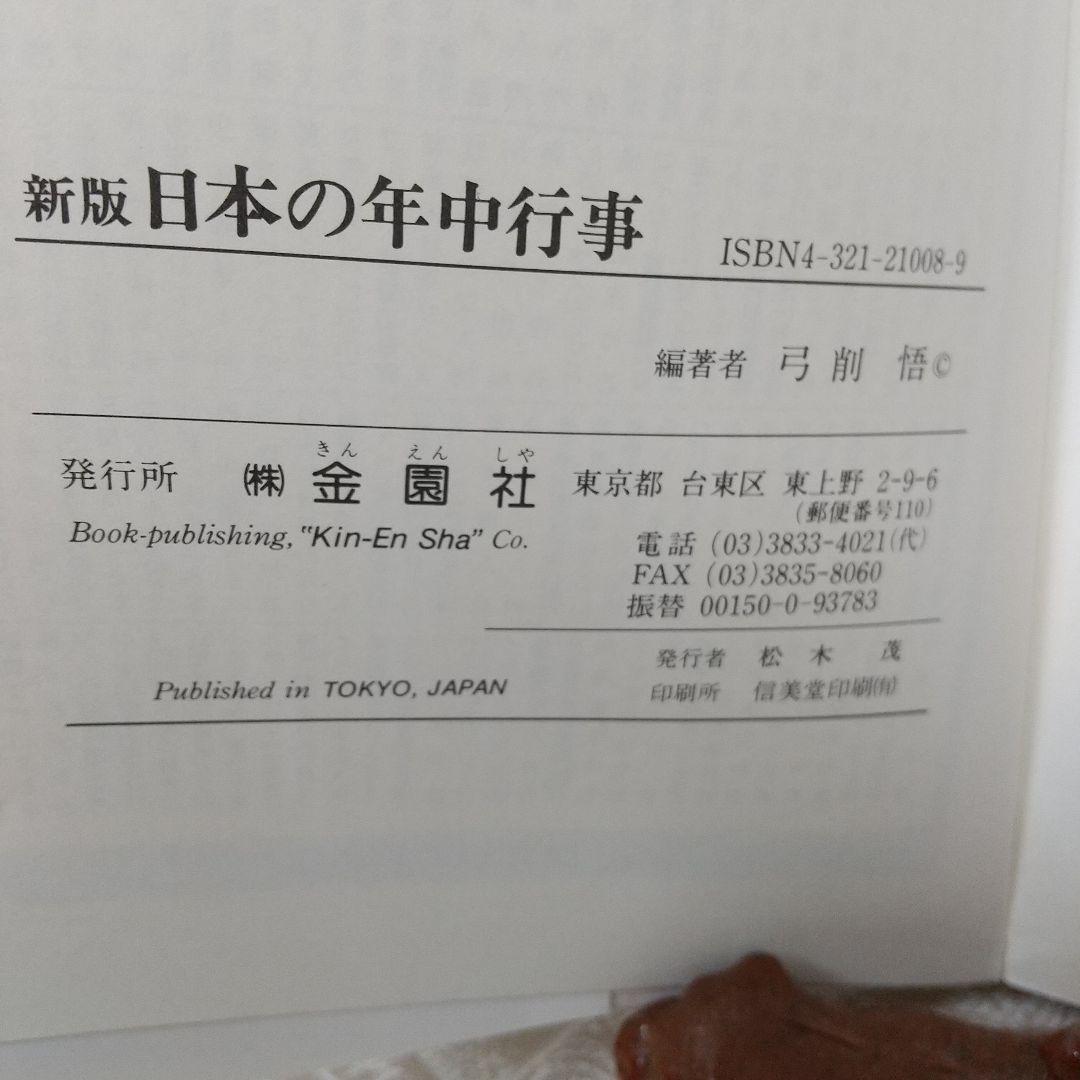 新版 日本の年中行事 ISBN4-321-21008-9
編著者 弓削 悟©
きん えん しや
発行所 ㈱ 金園社 東京都 台東区 東上野 2-9-6
(郵便番号110)
Book-publishing, "Kin-En Sha" Co.
電話 (03)3833-4021(代)
FAX (03)3835-8060
振替 00150-0-93783
発行者 松木 茂
Published in TOKYO, JAPAN
印刷所 信美堂印刷㈲